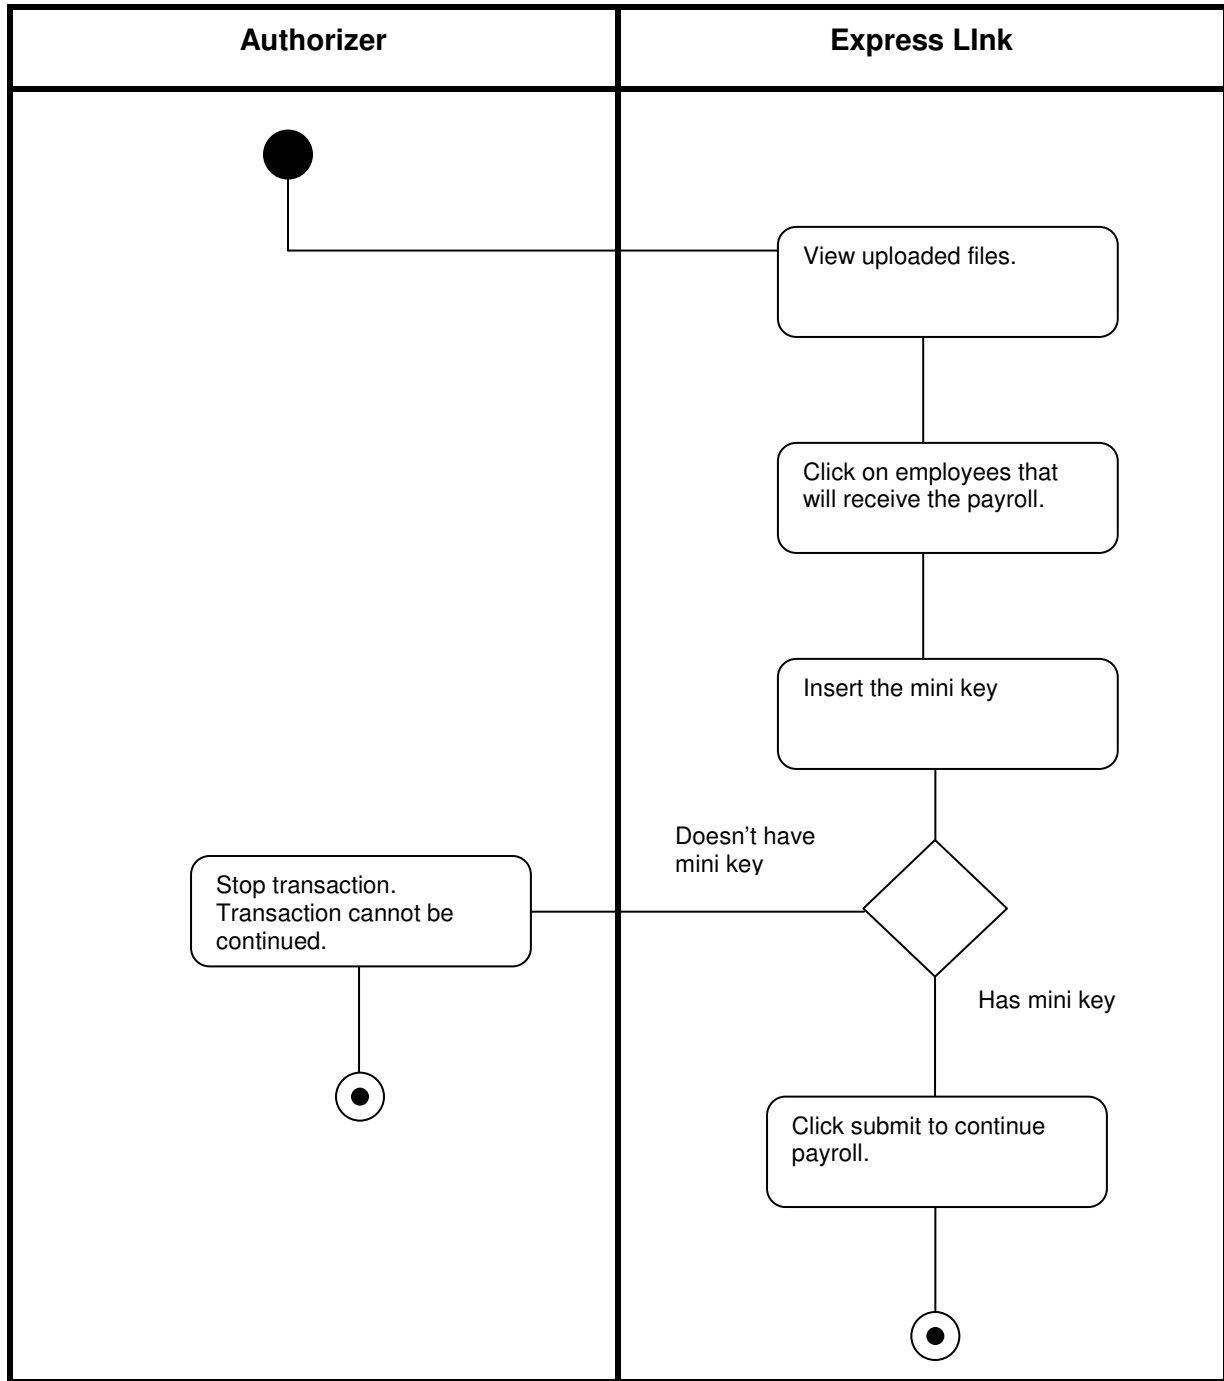 Authorizer
Express LInk
View uploaded files.
Click on employees that
will receive the payroll.
Insert the mini key
Doesn't have
mini key
Stop transaction.
Transaction cannot be
continued.
Has mini key
Click submit to continue
payroll.